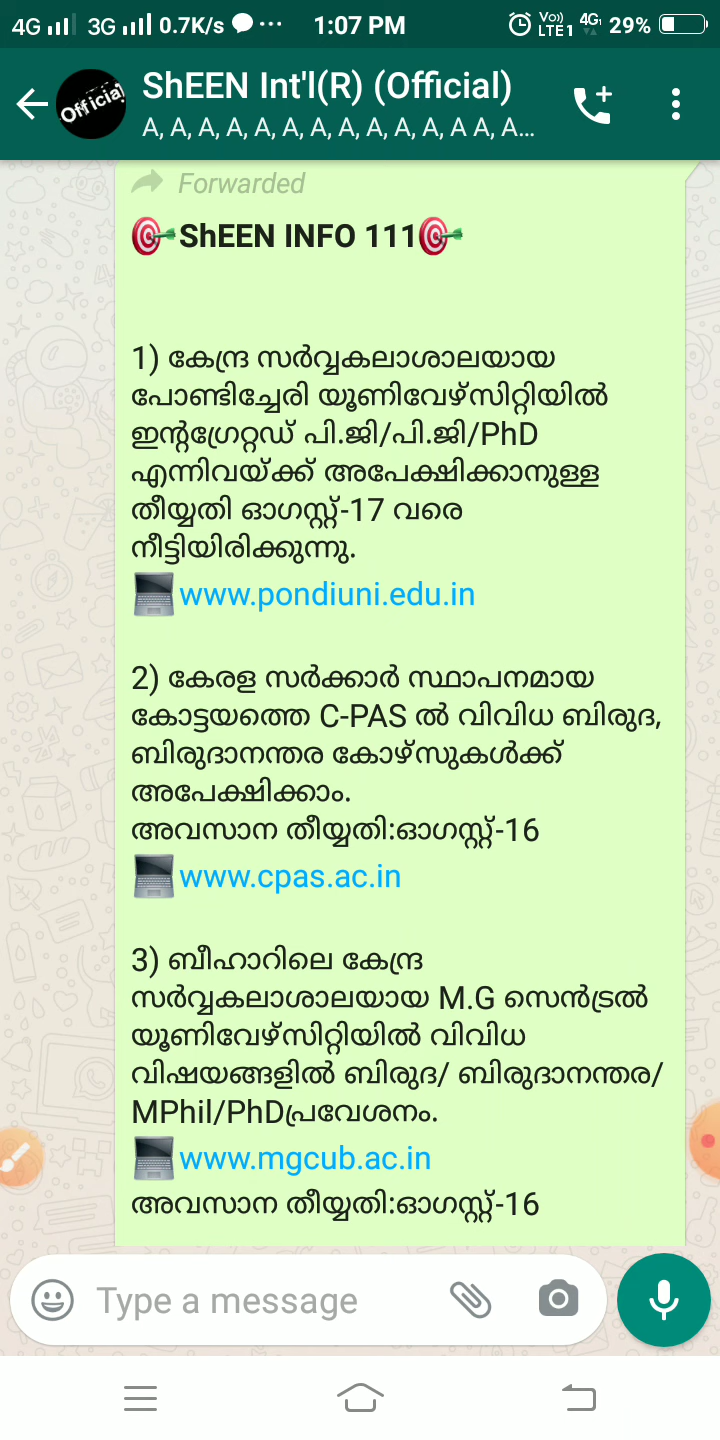 4G 3G 0.7K/s ... 1:07 PM Vo)) LTE1 4G 29%
ShEEN Int'l(R) (Official)
Official
A, A, A, A, A, A, A, A, A, A, A, A A, A...
Forwarded
🎯ShEEN INFO 111🎯
1) കേന്ദ്ര സർവ്വകലാശാലയായ
പോണ്ടിച്ചേരി യൂണിവേഴ്സിറ്റിയിൽ
ഇന്റഗ്രേറ്റഡ് പി.ജി/പി.ജി/PhD
എന്നിവയ്ക്ക് അപേക്ഷിക്കാനുള്ള
തീയ്യതി ഓഗസ്റ്റ്-17 വരെ
നീട്ടിയിരിക്കുന്നു.
💻www.pondiuni.edu.in
2) കേരള സർക്കാർ സ്ഥാപനമായ
കോട്ടയത്തെ C-PAS ൽ വിവിധ ബിരുദ,
ബിരുദാനന്തര കോഴ്സുകൾക്ക്
അപേക്ഷിക്കാം.
അവസാന തീയ്യതി:ഓഗസ്റ്റ്-16
💻www.cpas.ac.in
3) ബീഹാറിലെ കേന്ദ്ര
സർവ്വകലാശാലയായ M.G സെൻട്രൽ
യൂണിവേഴ്സിറ്റിയിൽ വിവിധ
വിഷയങ്ങളിൽ ബിരുദ/ ബിരുദാനന്തര/
MPhil/PhDപ്രവേശനം.
💻www.mgcub.ac.in
അവസാന തീയ്യതി:ഓഗസ്റ്റ്-16
Type a message